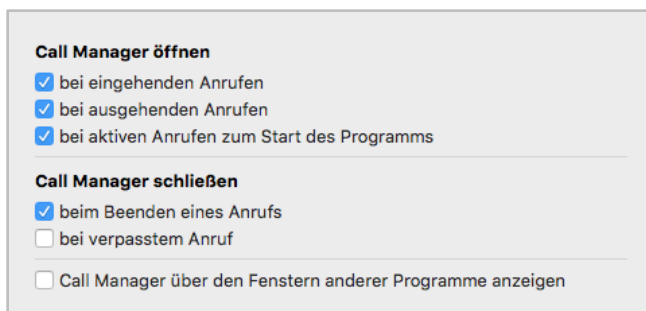 Call Manager öffnen
bei eingehenden Anrufen
bei ausgehenden Anrufen
bei aktiven Anrufen zum Start des Programms
Call Manager schließen
beim Beenden eines Anrufs
bei verpasstem Anruf
Call Manager über den Fenstern anderer Programme anzeigen